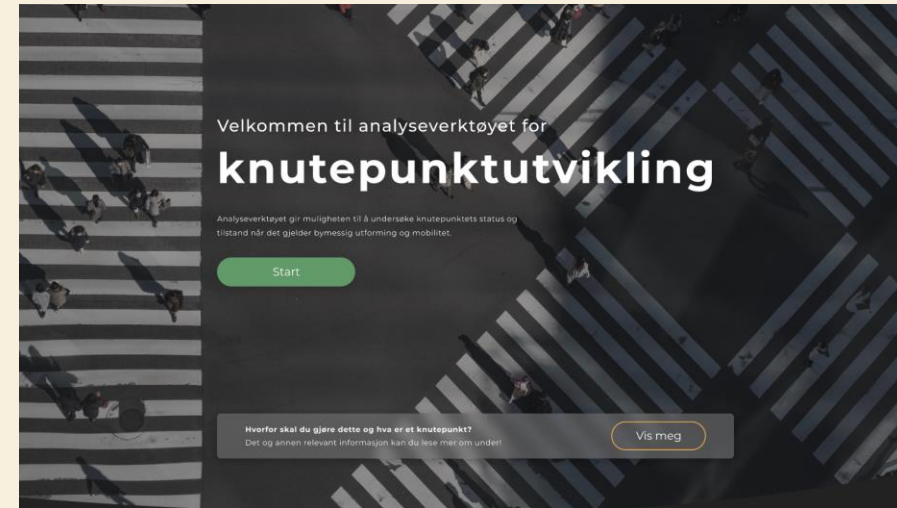 Velkommen til analyseverktøyet for
knutepunktutvikling
Analyseverktøyet gir muligheten til å undersøke knutepunktets status og
tilstand når det gjelder bymessig utforming og mobilitet.
Start
Hvorfor skal du gjøre dette og hva er et knutepunkt?
Det og annen relevant informasjon kan du lese mer om under!
Vis meg